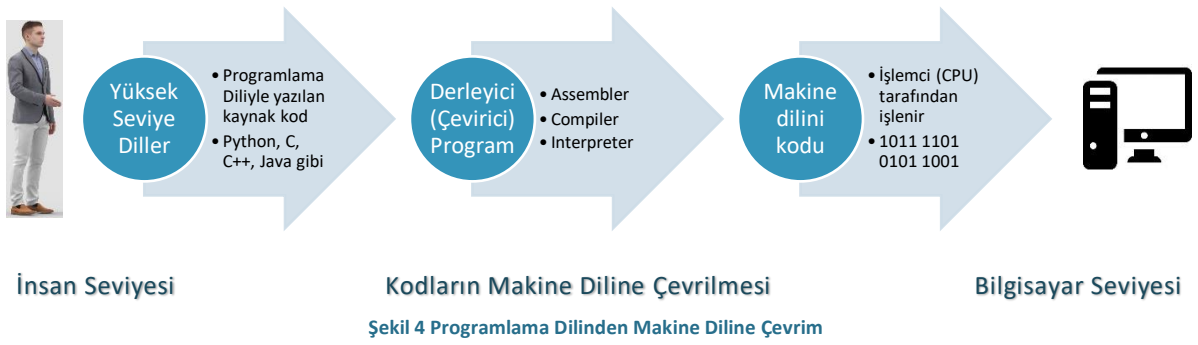 Yüksek
Seviye
Diller
• Programlama
Diliyle yazılan
kaynak kod
• Python, C,
C++, Java gibi
Derleyici
(Çevirici)
Program
• Assembler
• Compiler
• Interpreter
Makine
dilini
kodu
• İşlemci (CPU)
tarafından
işlenir
• 1011 1101
0101 1001
İnsan Seviyesi
Kodların Makine Diline Çevrilmesi
Bilgisayar Seviyesi
Şekil 4 Programlama Dilinden Makine Diline Çevrim